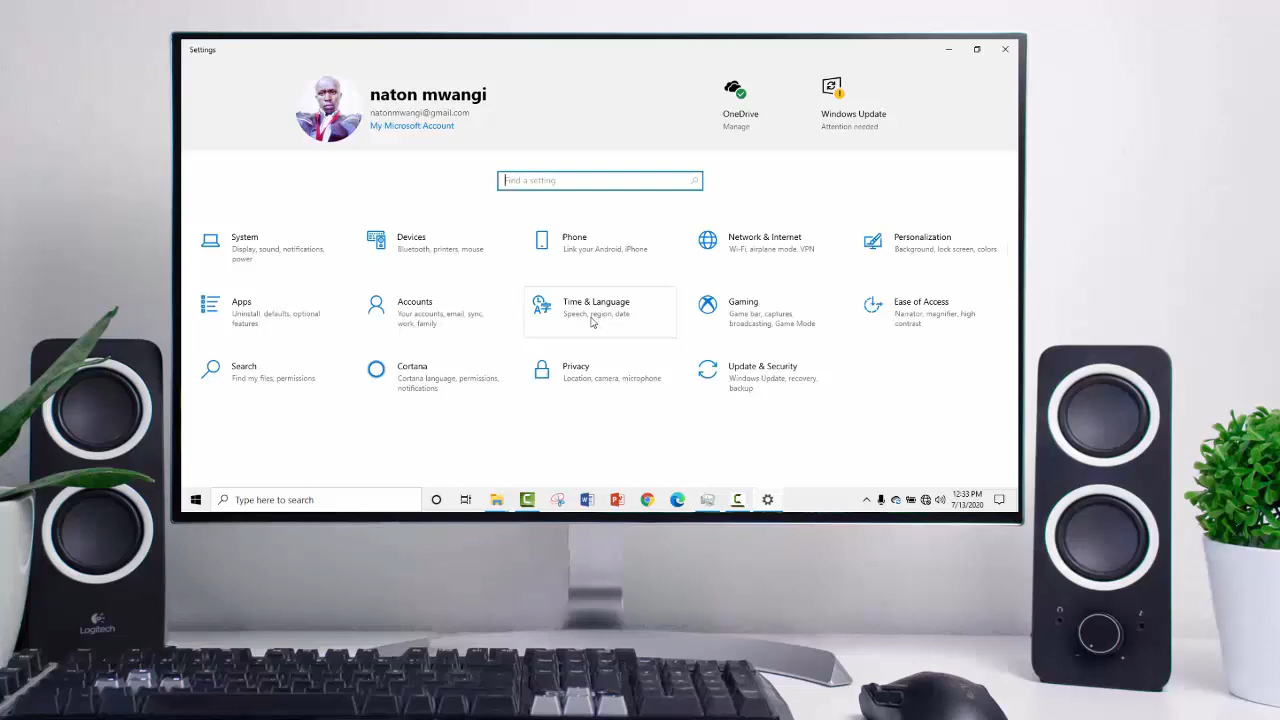 Settings
naton mwangi
natonmwangi@gmail.com
My Microsoft Account
OneDrive
Manage
Windows Update
Attention needed
Find a setting
System
Display, sound, notifications,
power
Devices
Bluetooth, printers, mouse
Phone
Link your Android, iPhone
Network & Internet
Wi-Fi, airplane mode, VPN
Personalization
Background, lock screen, colors
Apps
Uninstall, defaults, optional
features
Accounts
Your accounts, email, sync,
work, family
Time & Language
Speech, region, date
Gaming
Game bar, captures,
broadcasting, Game Mode
Ease of Access
Narrator, magnifier, high
contrast
Search
Find my files, permissions
Cortana
Cortana language, permissions,
notifications
Privacy
Location, camera, microphone
Update & Security
Windows Update, recovery,
backup
Type here to search
12:33 PM
7/13/2020
Logitech